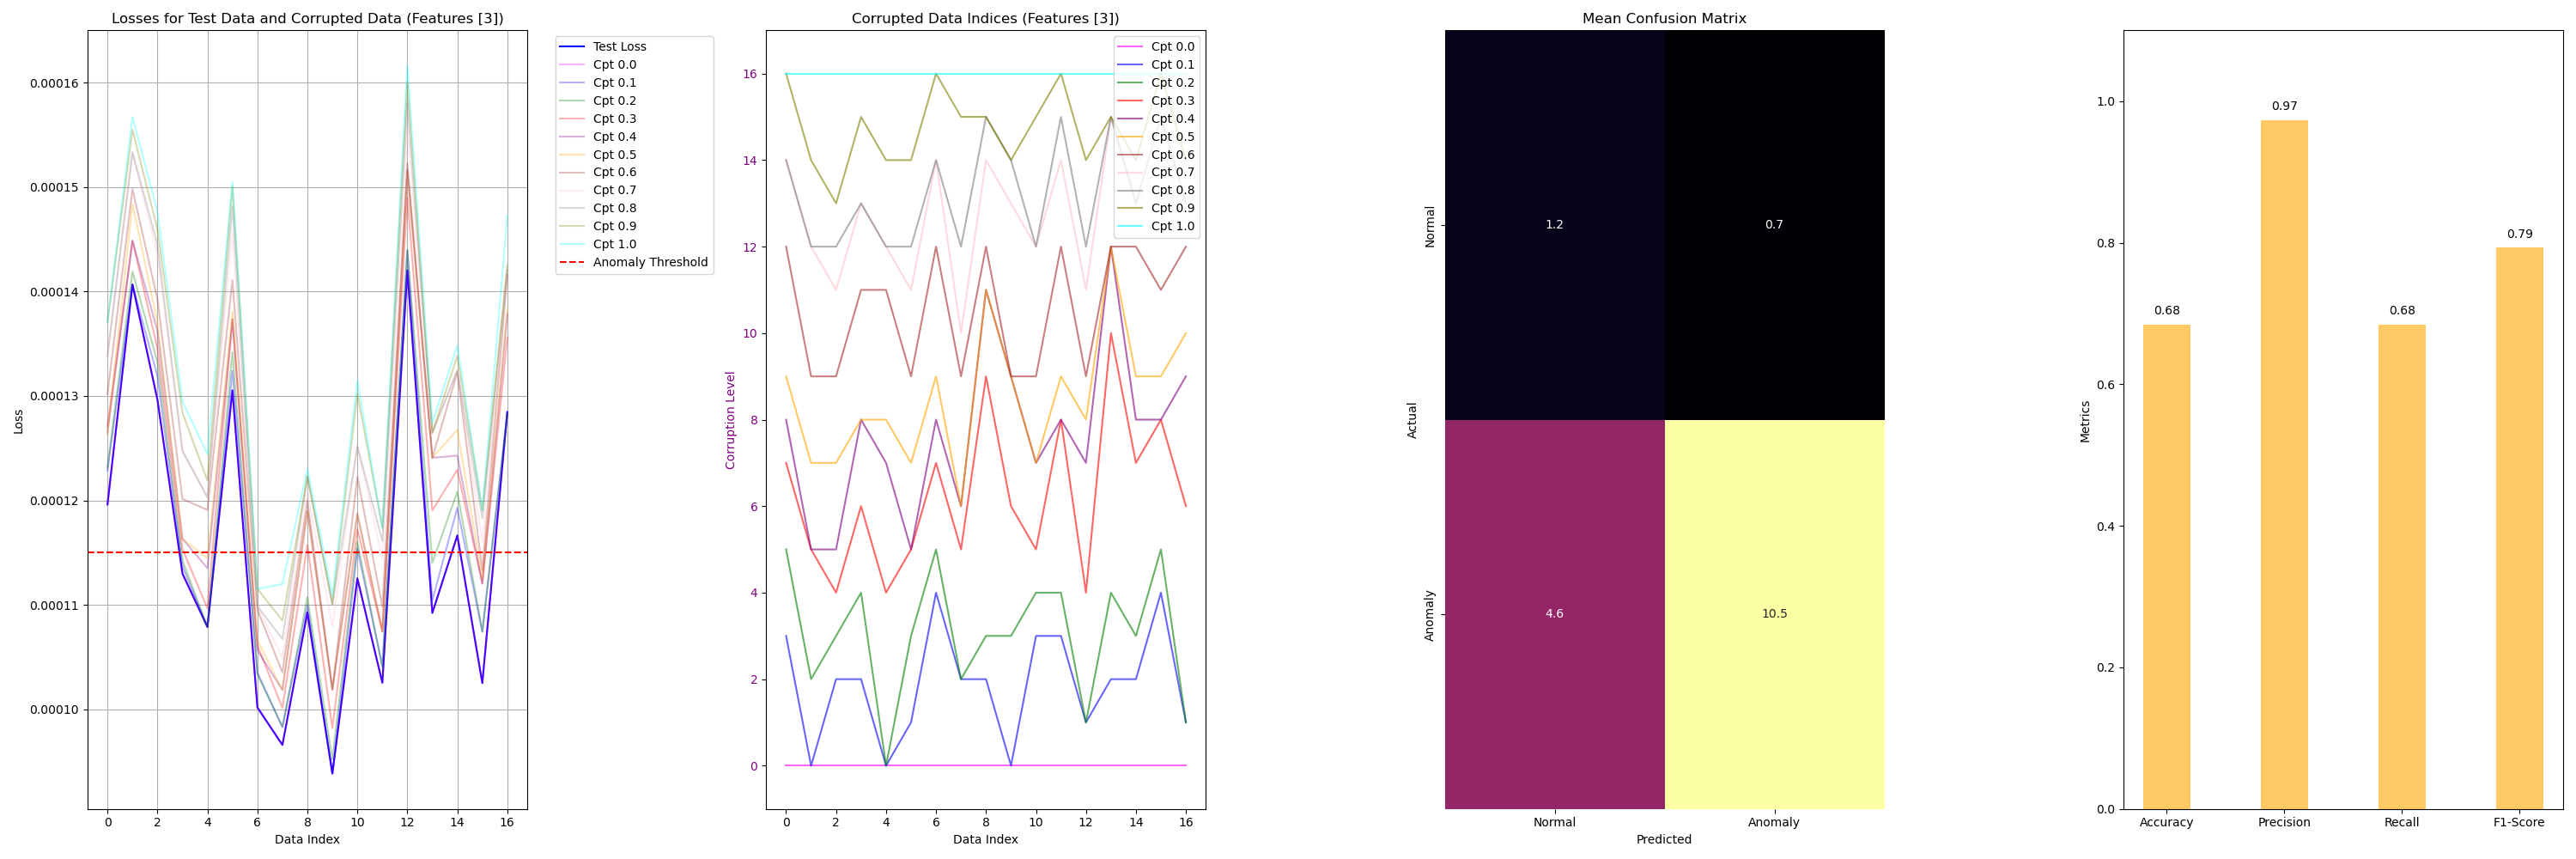 Losses for Test Data and Corrupted Data (Features [3])
Loss
0.00016
0.00015
0.00014
0.00013
0.00012
0.00011
0.00010
0 2 4 6 8 10 12 14 16
Data Index
Test Loss
Cpt 0.0
Cpt 0.1
Cpt 0.2
Cpt 0.3
Cpt 0.4
Cpt 0.5
Cpt 0.6
Cpt 0.7
Cpt 0.8
Cpt 0.9
Cpt 1.0
Anomaly Threshold
Corrupted Data Indices (Features [3])
Corruption Level
16
14
12
10
8
6
4
2
0
0 2 4 6 8 10 12 14 16
Data Index
Cpt 0.0
Cpt 0.1
Cpt 0.2
Cpt 0.3
Cpt 0.4
Cpt 0.5
Cpt 0.6
Cpt 0.7
Cpt 0.8
Cpt 0.9
Cpt 1.0
Mean Confusion Matrix
Actual
Normal
Anomaly
1.2 0.7
4.6 10.5
Normal Anomaly
Predicted
Metrics
1.0
0.8
0.6
0.4
0.2
0.0
0.68
0.97
0.68
0.79
Accuracy Precision Recall F1-Score